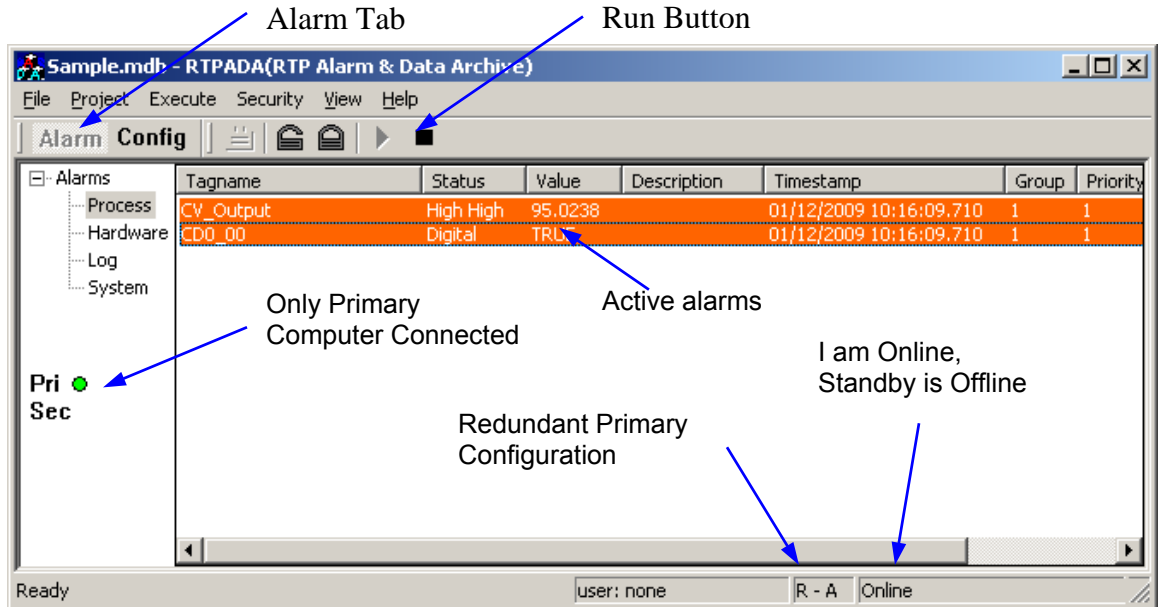 Alarm Tab
Run Button
Sample.mdb - RTPADA(RTP Alarm & Data Archive)
File Project Execute Security View Help
Alarm Config
Alarms
Process
Hardware
Log
System
Tagname Status Value Description Timestamp Group Priority
CV_Output High High 95.0238 01/12/2009 10:16:09.710 1 1
CD0_00 Digital TRUE 01/12/2009 10:16:09.710 1 1
Only Primary
Computer Connected
Active alarms
I am Online,
Standby is Offline
Pri
Sec
Redundant Primary
Configuration
Ready user: none R - A Online